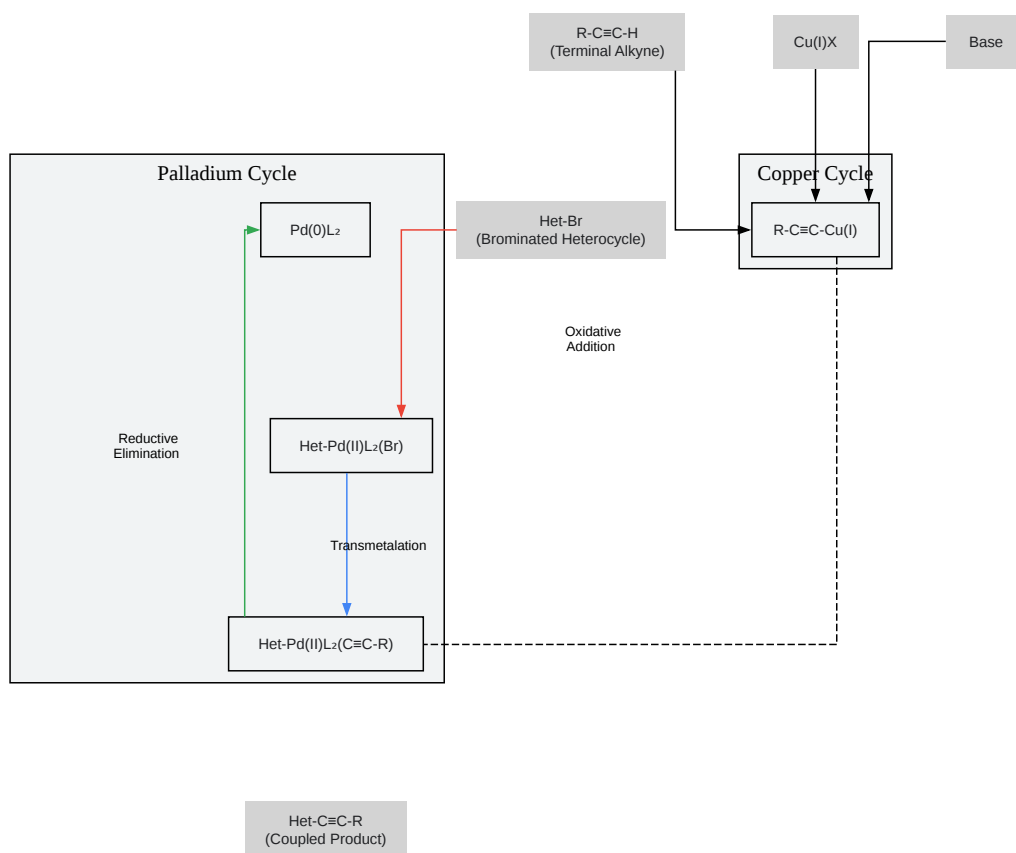 R-C≡C-H
(Terminal Alkyne)
Cu(I)X
Base
Palladium Cycle
Copper Cycle
Pd(0)L₂
Het-Br
(Brominated Heterocycle)
R-C≡C-Cu(I)
Oxidative
Addition
Reductive
Elimination
Het-Pd(II)L₂(Br)
Transmetalation
Het-Pd(II)L₂(C≡C-R)
Het-C≡C-R
(Coupled Product)